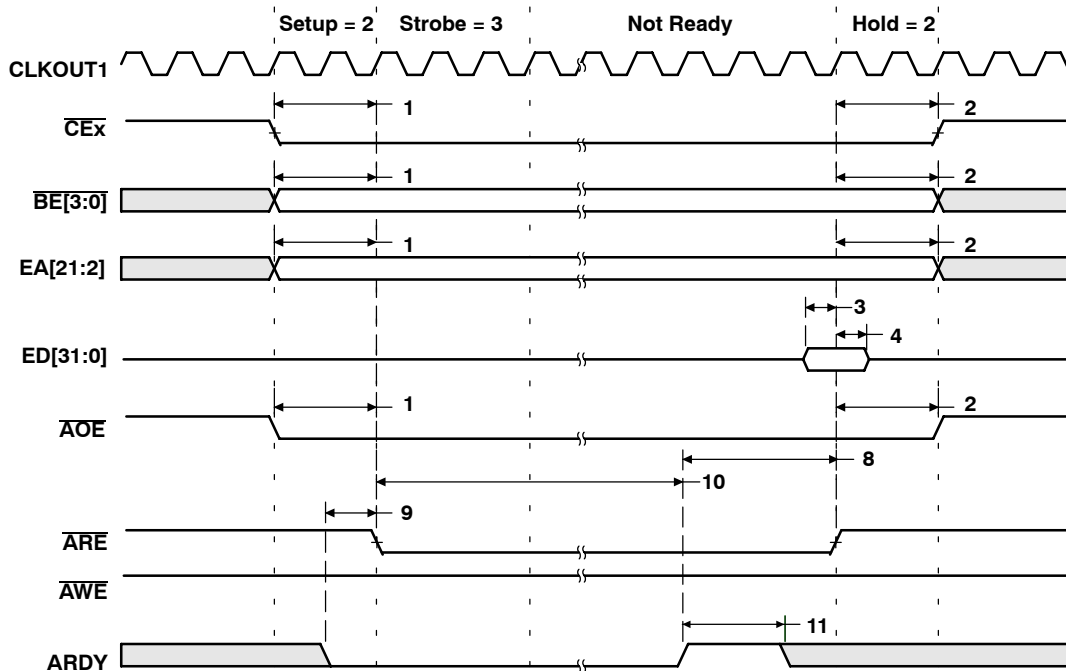 Setup = 2 Strobe = 3 Not Ready Hold = 2
CLKOUT1
CEx 1 2
BE[3:0] 1 2
EA[21:2] 1 2
3
ED[31:0] 4
AOE 1 2
8
10
9
ARE
AWE
11
ARDY